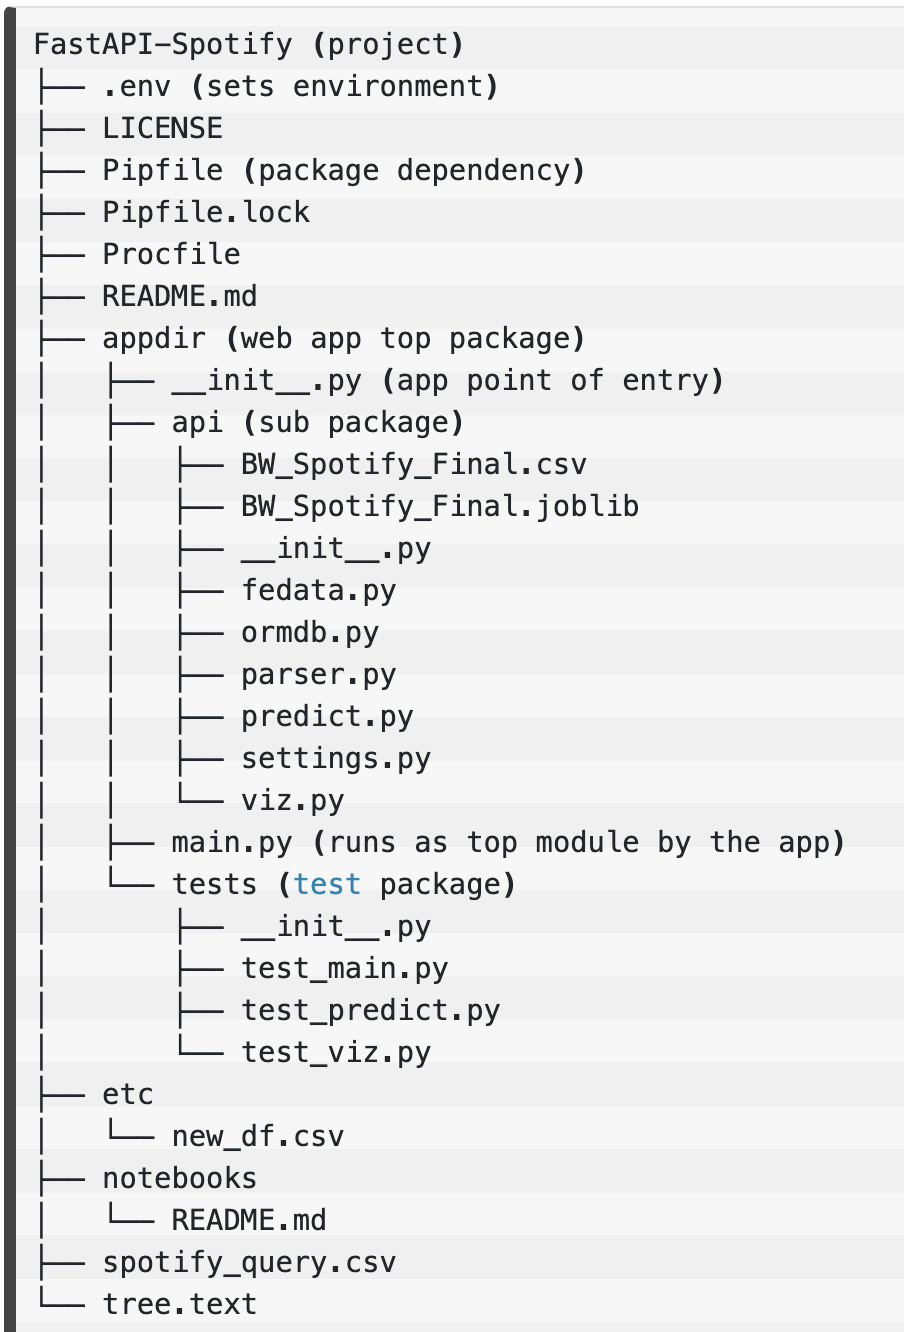 FastAPI-Spotify (project)
├── .env (sets environment)
├── LICENSE
├── Pipfile (package dependency)
├── Pipfile.lock
├── Procfile
├── README.md
├── appdir (web app top package)
│   ├── __init__.py (app point of entry)
│   ├── api (sub package)
│   │   ├── BW_Spotify_Final.csv
│   │   ├── BW_Spotify_Final.joblib
│   │   ├── __init__.py
│   │   ├── fedata.py
│   │   ├── ormdb.py
│   │   ├── parser.py
│   │   ├── predict.py
│   │   ├── settings.py
│   │   └── viz.py
│   ├── main.py (runs as top module by the app)
│   └── tests (test package)
│       ├── __init__.py
│       ├── test_main.py
│       ├── test_predict.py
│       └── test_viz.py
├── etc
│   └── new_df.csv
├── notebooks
│   └── README.md
├── spotify_query.csv
└── tree.text